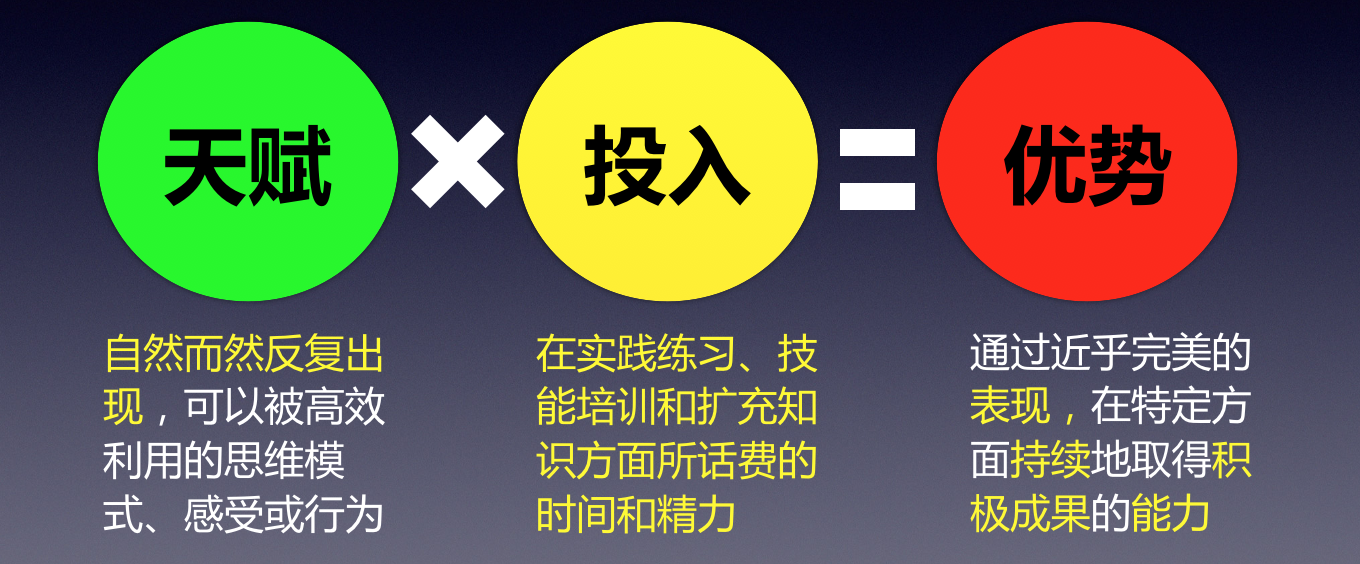 天赋 × 投入 = 优势
自然而然反复出
现，可以被高效
利用的思维模
式、感受或行为
在实践练习、技
能培训和扩充知
识方面所话费的
时间和精力
通过近乎完美的
表现，在特定方
面持续地取得积
极成果的能力